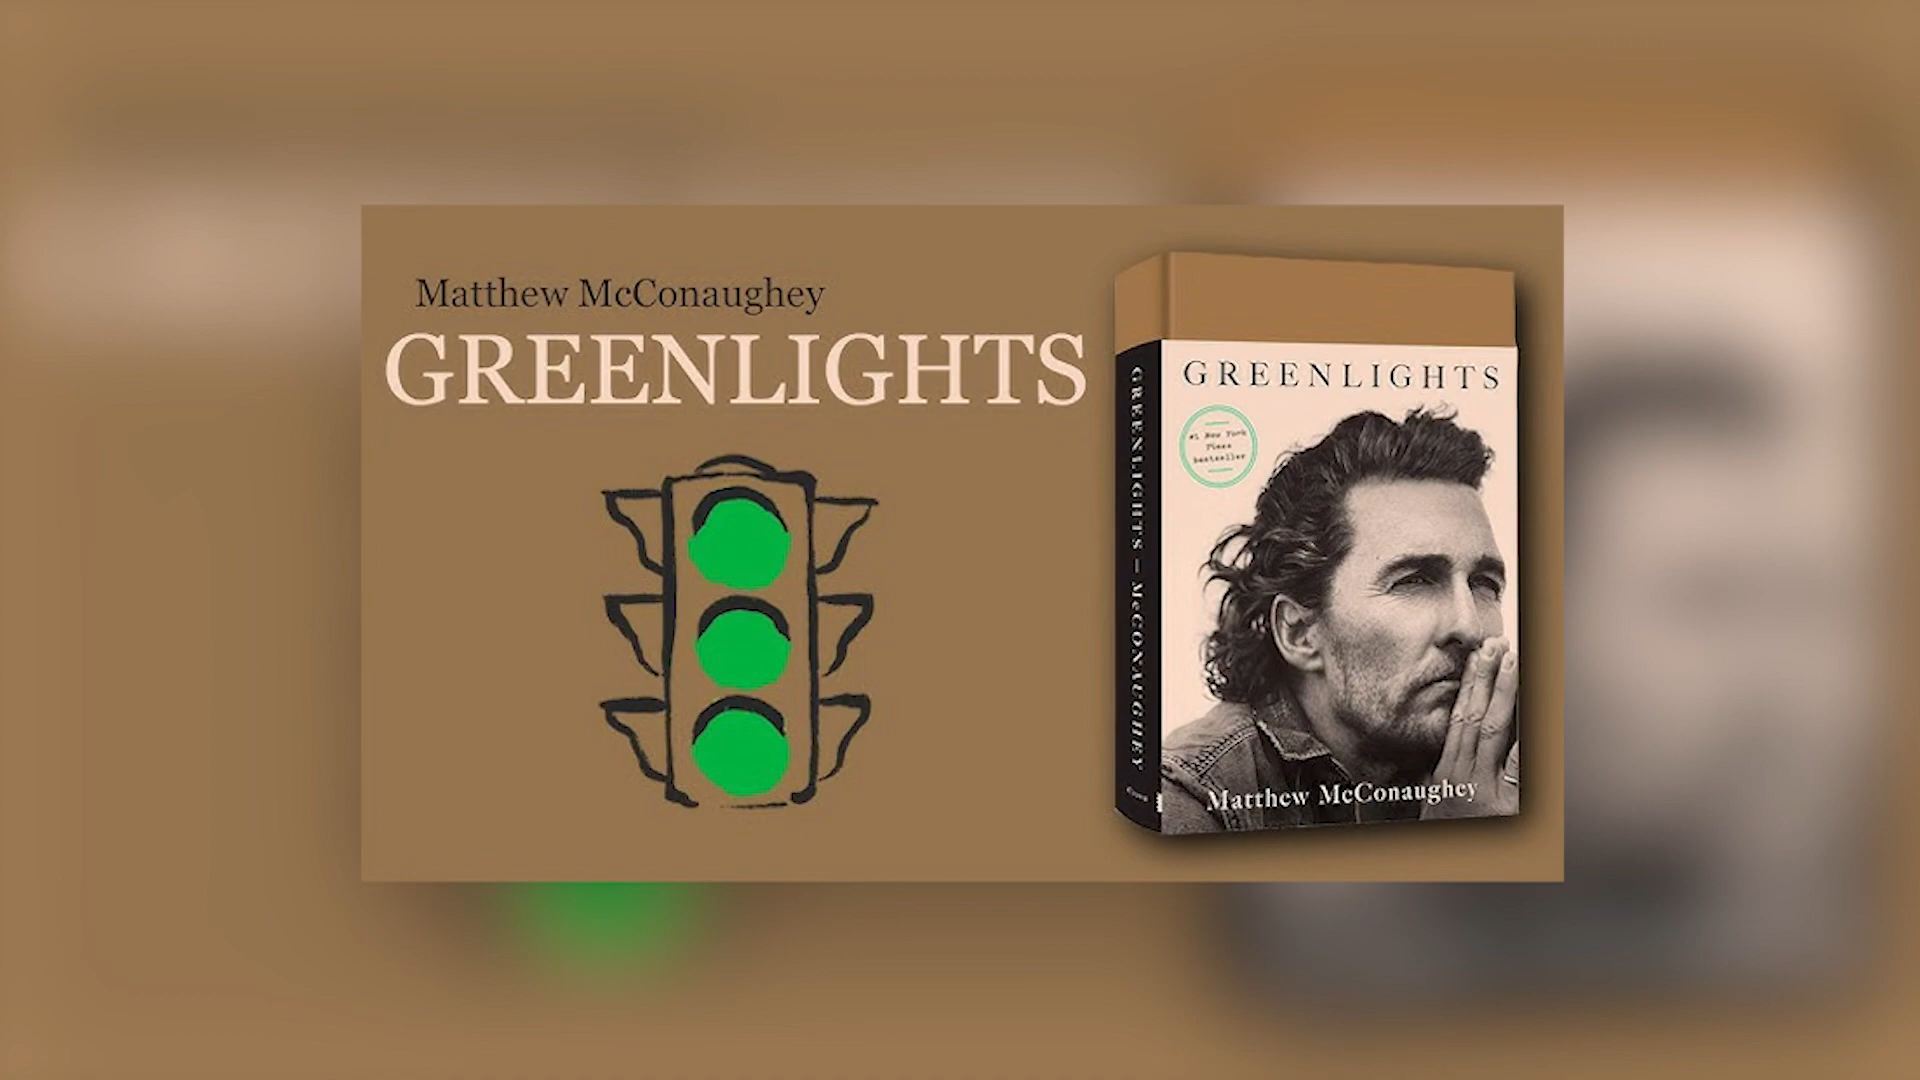 Matthew McConaughey
GREENLIGHTS
GREENLIGHTS
#1 New York
Times
bestseller
Matthew McConaughey
GREENLIGHTS — McCONAUGHEY